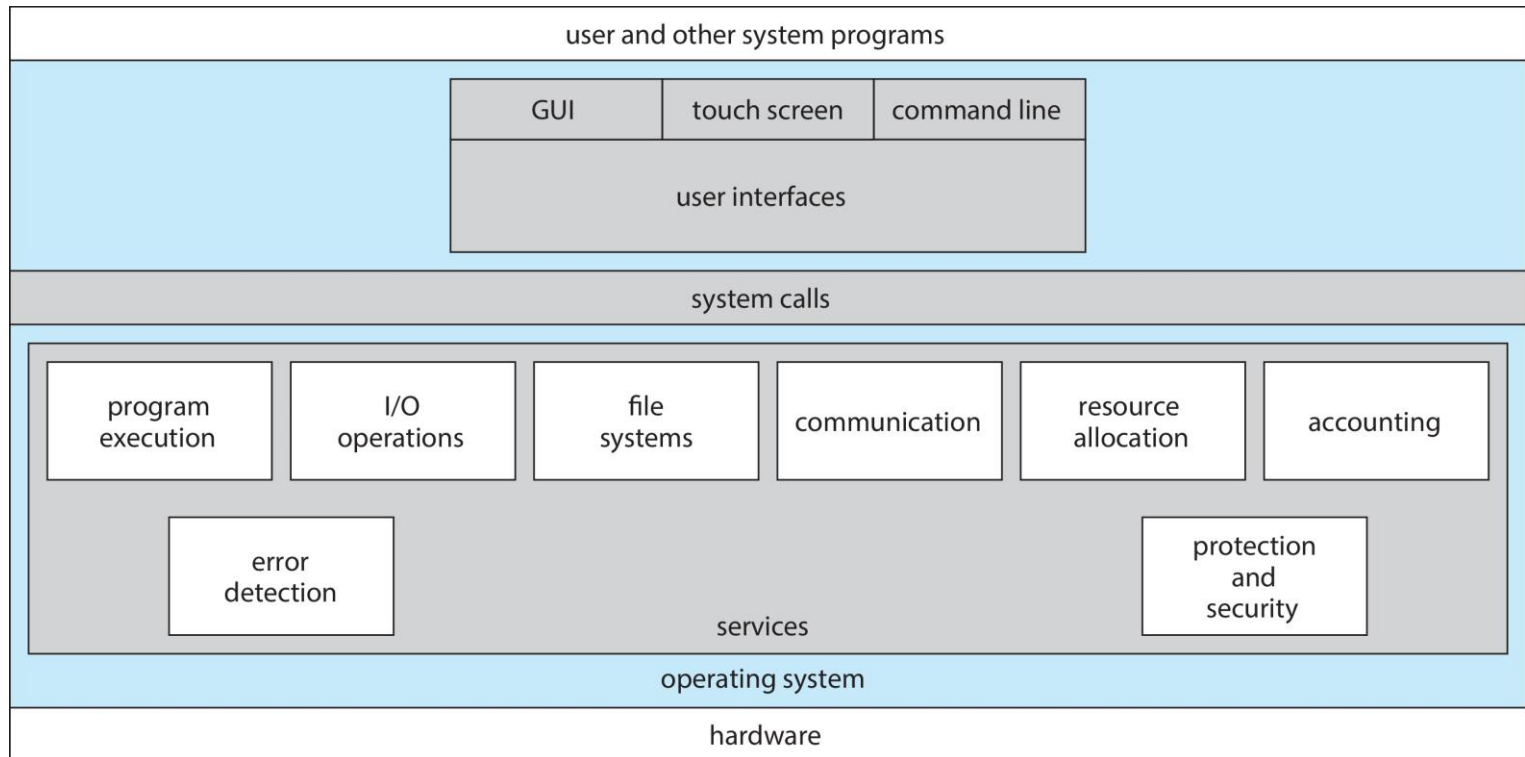 user and other system programs
GUI
touch screen
command line
user interfaces
system calls
program
execution
I/O
operations
file
systems
communication
resource
allocation
accounting
error
detection
protection
and
security
services
operating system
hardware